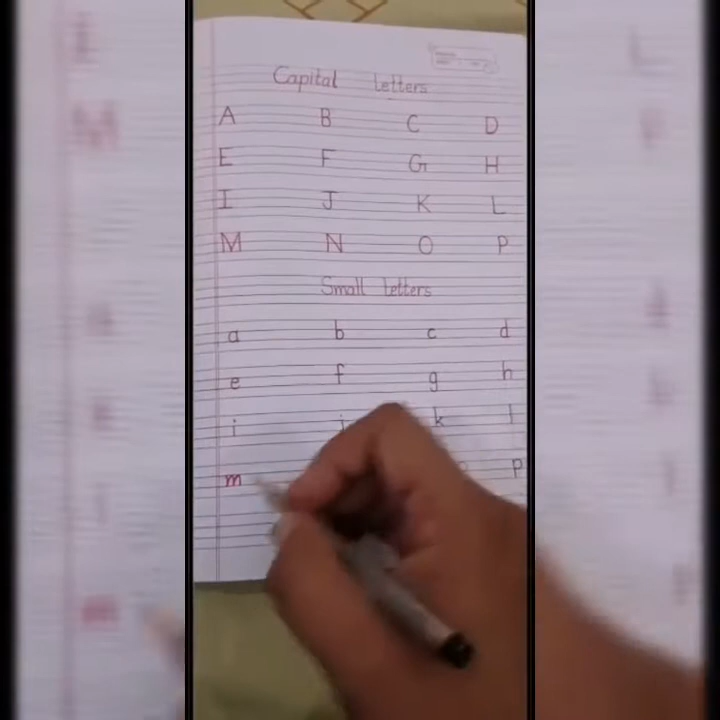 Capital letters
A B C D
E F G H
I J K L
M N O P
Small letters
a b c d
e f g h
i j k l
m p